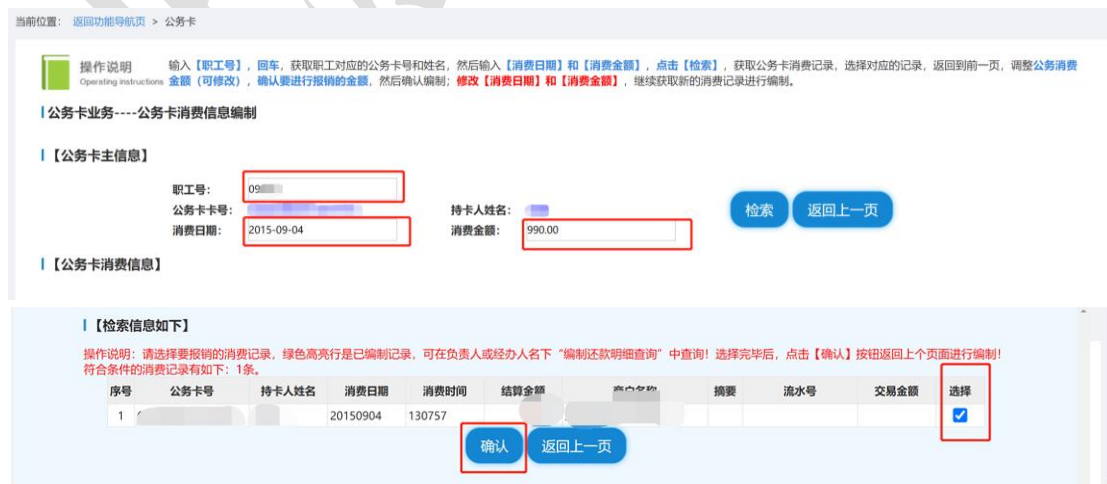 当前位置： 返回功能导航页 > 公务卡
操作说明 输入【职工号】，回车，获取职工对应的公务卡号和姓名，然后输入【消费日期】和【消费金额】，点击【检索】，获取公务卡消费记录，选择对应的记录，返回到前一页，调整公务消费
Operating instructions 金额（可修改），确认要进行报销的金额，然后确认编制；修改【消费日期】和【消费金额】，继续获取新的消费记录进行编制。
公务卡业务----公务卡消费信息编制
【公务卡主信息】
职工号： 09
公务卡卡号： 持卡人姓名： 检索 返回上一页
消费日期： 2015-09-04 消费金额： 990.00
【公务卡消费信息】
【检索信息如下】
操作说明：请选择要报销的消费记录，绿色高亮行是已编制记录，可在负责人或经办人名下“编制还款明细查询”中查询！选择完毕后，点击【确认】按钮返回上个页面进行编制！
符合条件的消费记录有如下：1条。
序号 公务卡号 持卡人姓名 消费日期 消费时间 结算金额 商户名称 摘要 流水号 交易金额 选择
1 20150904 130757
确认 返回上一页